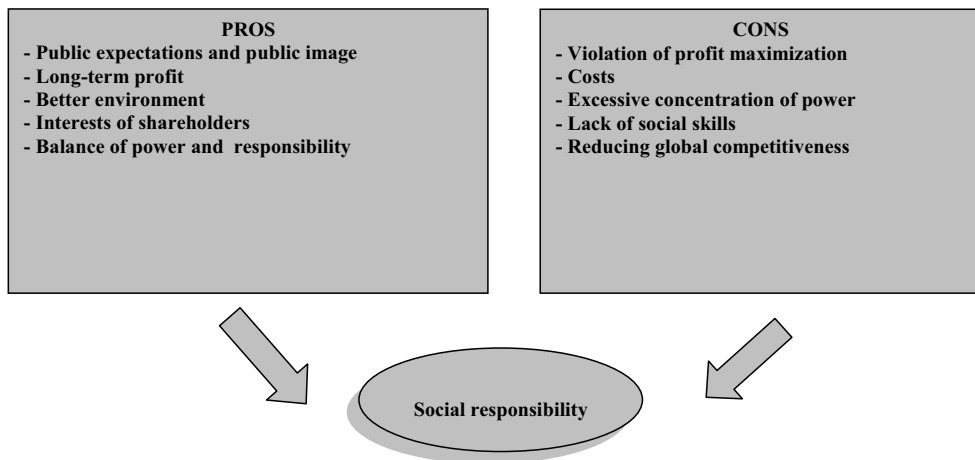 PROS
- Public expectations and public image
- Long-term profit
- Better environment
- Interests of shareholders
- Balance of power and  responsibility
CONS
- Violation of profit maximization
- Costs
- Excessive concentration of power
- Lack of social skills
- Reducing global competitiveness
Social responsibility